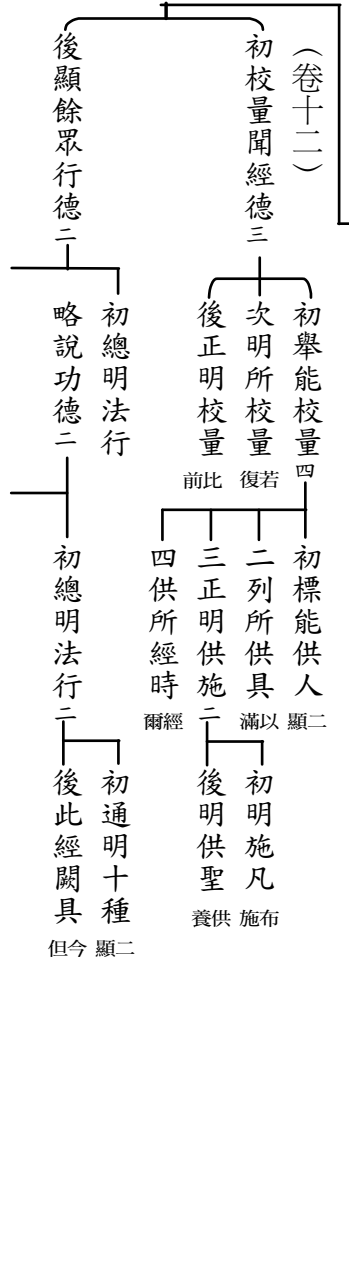 （卷十二）
初校量聞經德三
後顯餘眾行德二
初舉能校量四
次明所校量
若復
後正明校量
比前
初總明法行
略說功德二
初標能供人
二顯
二列所供具
以滿
三正明供施二
四供所經時
經爾
初總明法行二
初明施凡
布施
後明供聖
供養
初通明十種
二顯
後此經闕具
今但